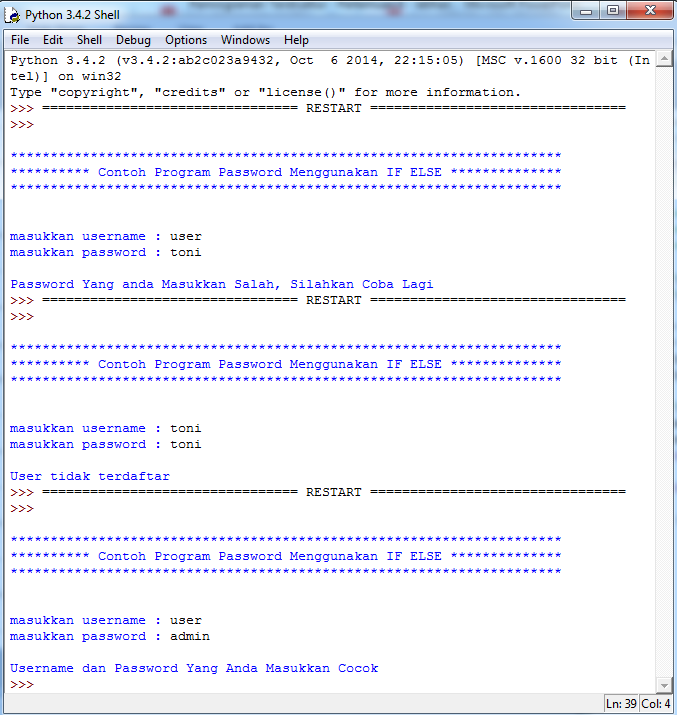 Python 3.4.2 Shell
File Edit Shell Debug Options Windows Help
Python 3.4.2 (v3.4.2:ab2c023a9432, Oct  6 2014, 22:15:05) [MSC v.1600 32 bit (In
tel)] on win32
Type "copyright", "credits" or "license()" for more information.
>>> ================================ RESTART ================================
>>>
*********************************************************************
********** Contoh Program Password Menggunakan IF ELSE **************
*********************************************************************
masukkan username : user
masukkan password : toni
Password Yang anda Masukkan Salah, Silahkan Coba Lagi
>>> ================================ RESTART ================================
>>>
*********************************************************************
********** Contoh Program Password Menggunakan IF ELSE **************
*********************************************************************
masukkan username : toni
masukkan password : toni
User tidak terdaftar
>>> ================================ RESTART ================================
>>>
*********************************************************************
********** Contoh Program Password Menggunakan IF ELSE **************
*********************************************************************
masukkan username : user
masukkan password : admin
Username dan Password Yang Anda Masukkan Cocok
>>>
Ln: 39 Col: 4